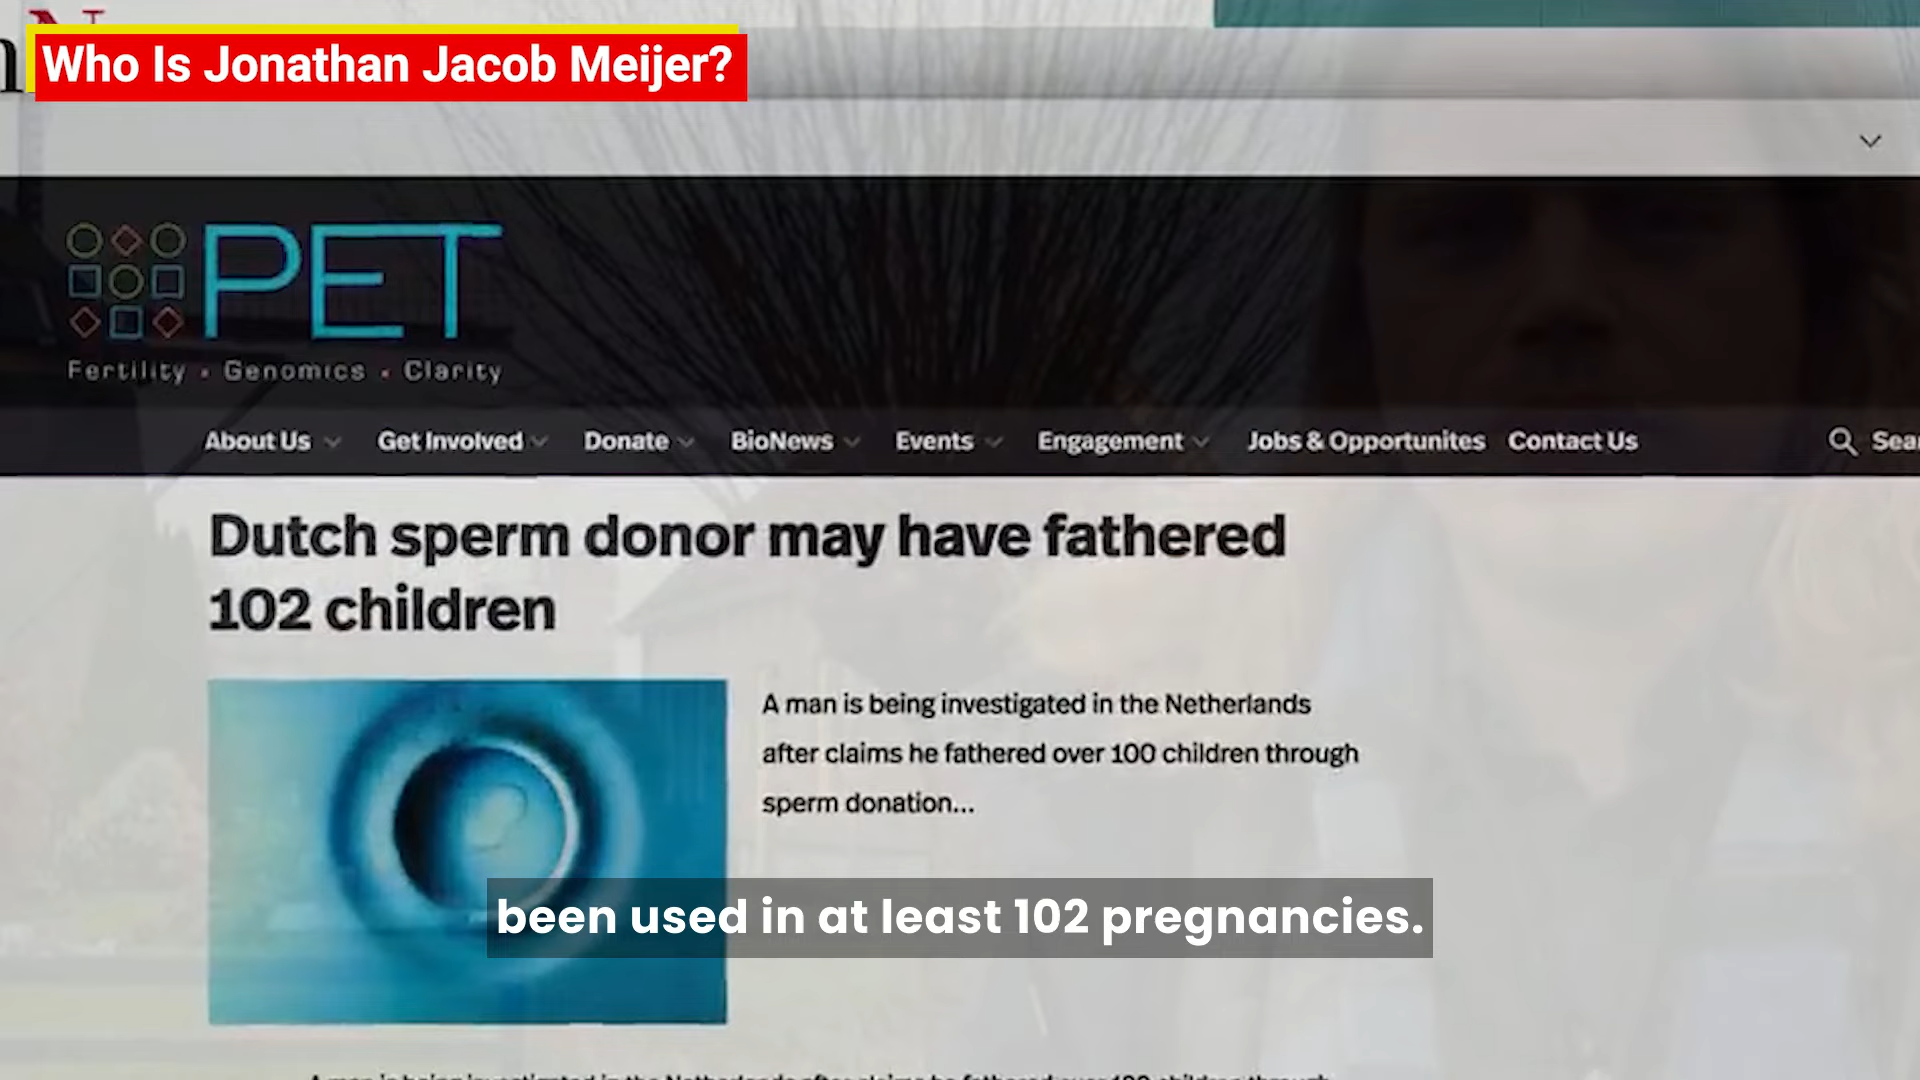 Who Is Jonathan Jacob Meijer?
PET
Fertility • Genomics • Clarity
About Us Get Involved Donate BioNews Events Engagement Jobs & Opportunites Contact Us
Dutch sperm donor may have fathered
102 children
A man is being investigated in the Netherlands
after claims he fathered over 100 children through
sperm donation...
been used in at least 102 pregnancies.